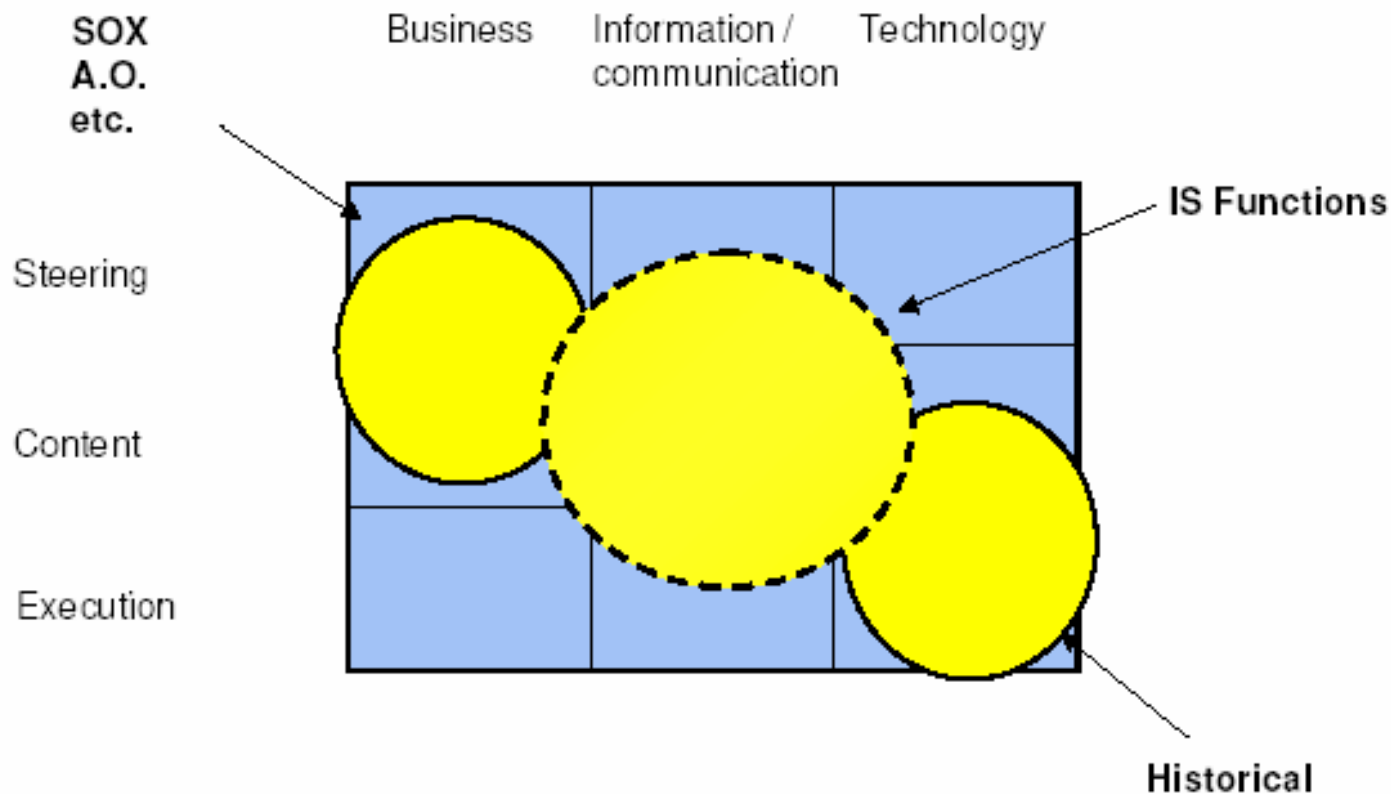 SOX
A.O.
etc.
Business
Information /
communication
Technology
IS Functions
Steering
Content
Execution
Historical